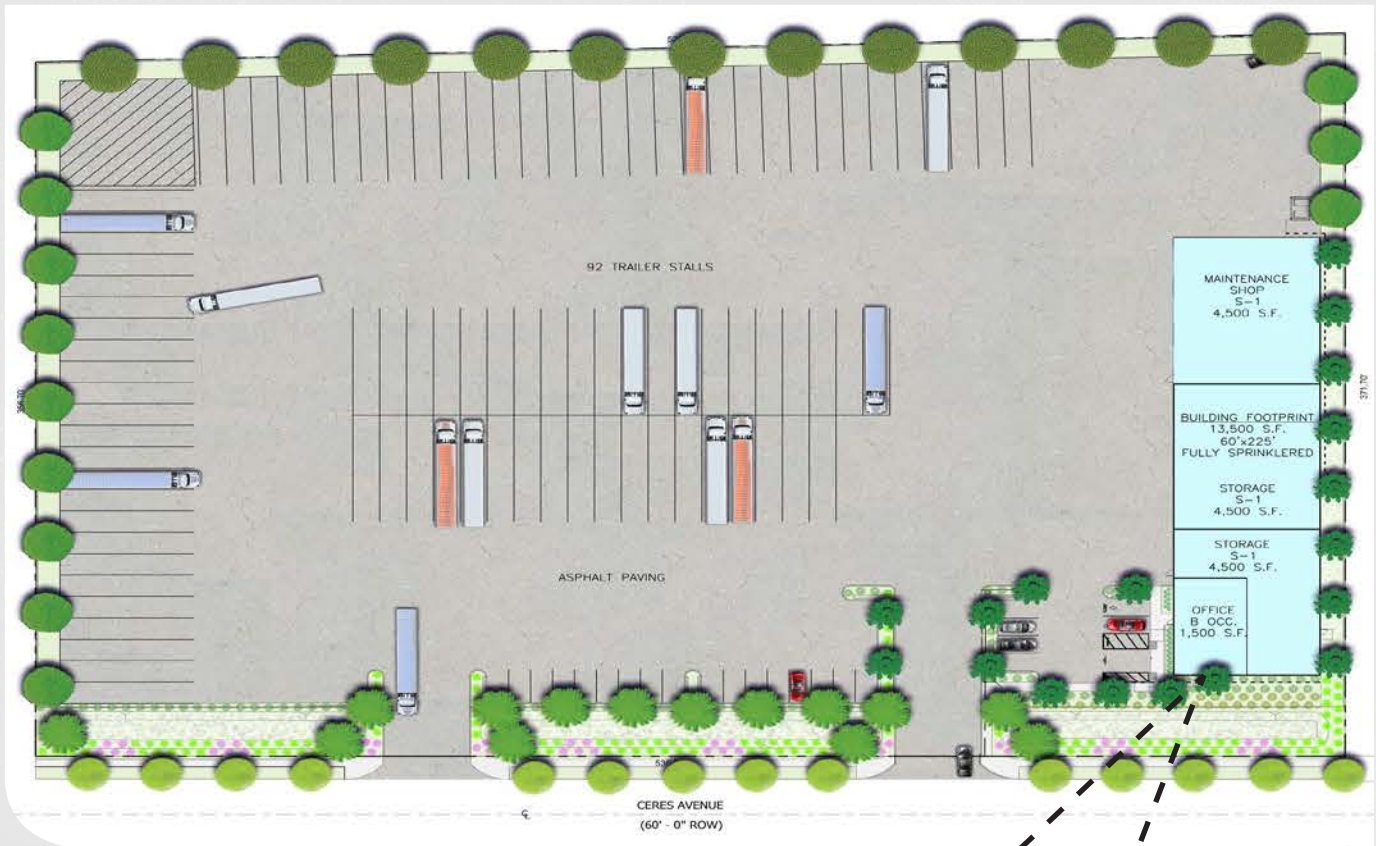 92 TRAILER STALLS
MAINTENANCE
SHOP
S-1
4,500 S.F.
371.70'
BUILDING FOOTPRINT
13,500 S.F.
60'x225'
FULLY SPRINKLERED
STORAGE
S-1
4,500 S.F.
STORAGE
S-1
4,500 S.F.
ASPHALT PAVING
OFFICE
B OCC.
1,500 S.F.
CERES AVENUE
(60' - 0" ROW)